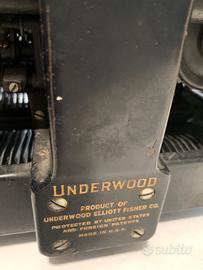 UNDERWOOD
PRODUCT OF
UNDERWOOD ELLIOTT FISHER CO.
PROTECTED BY UNITED STATES
AND FOREIGN PATENTS
MADE IN U.S.A.
subito